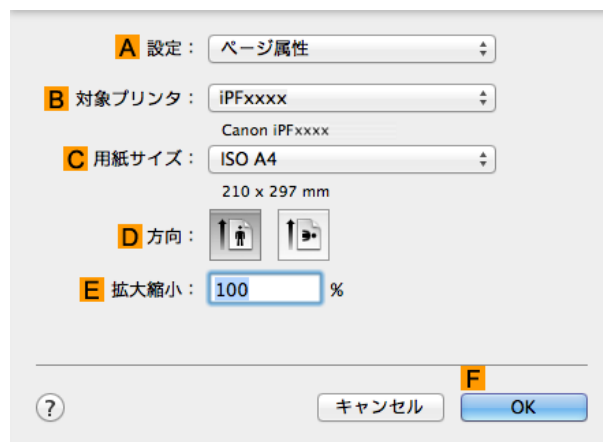 A 設定： ページ属性
B 対象プリンタ： iPFxxxx
Canon iPFxxxx
C 用紙サイズ： ISO A4
210 x 297 mm
D 方向：
E 拡大縮小： 100 %
F
? キャンセル OK